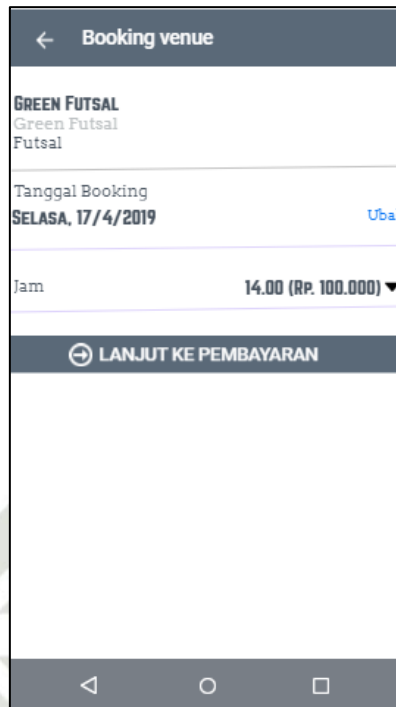 Booking venue
GREEN FUTSAL
Green Futsal
Futsal
Tanggal Booking
SELASA, 17/4/2019 Uba
Jam 14.00 (RP. 100.000)
LANJUT KE PEMBAYARAN